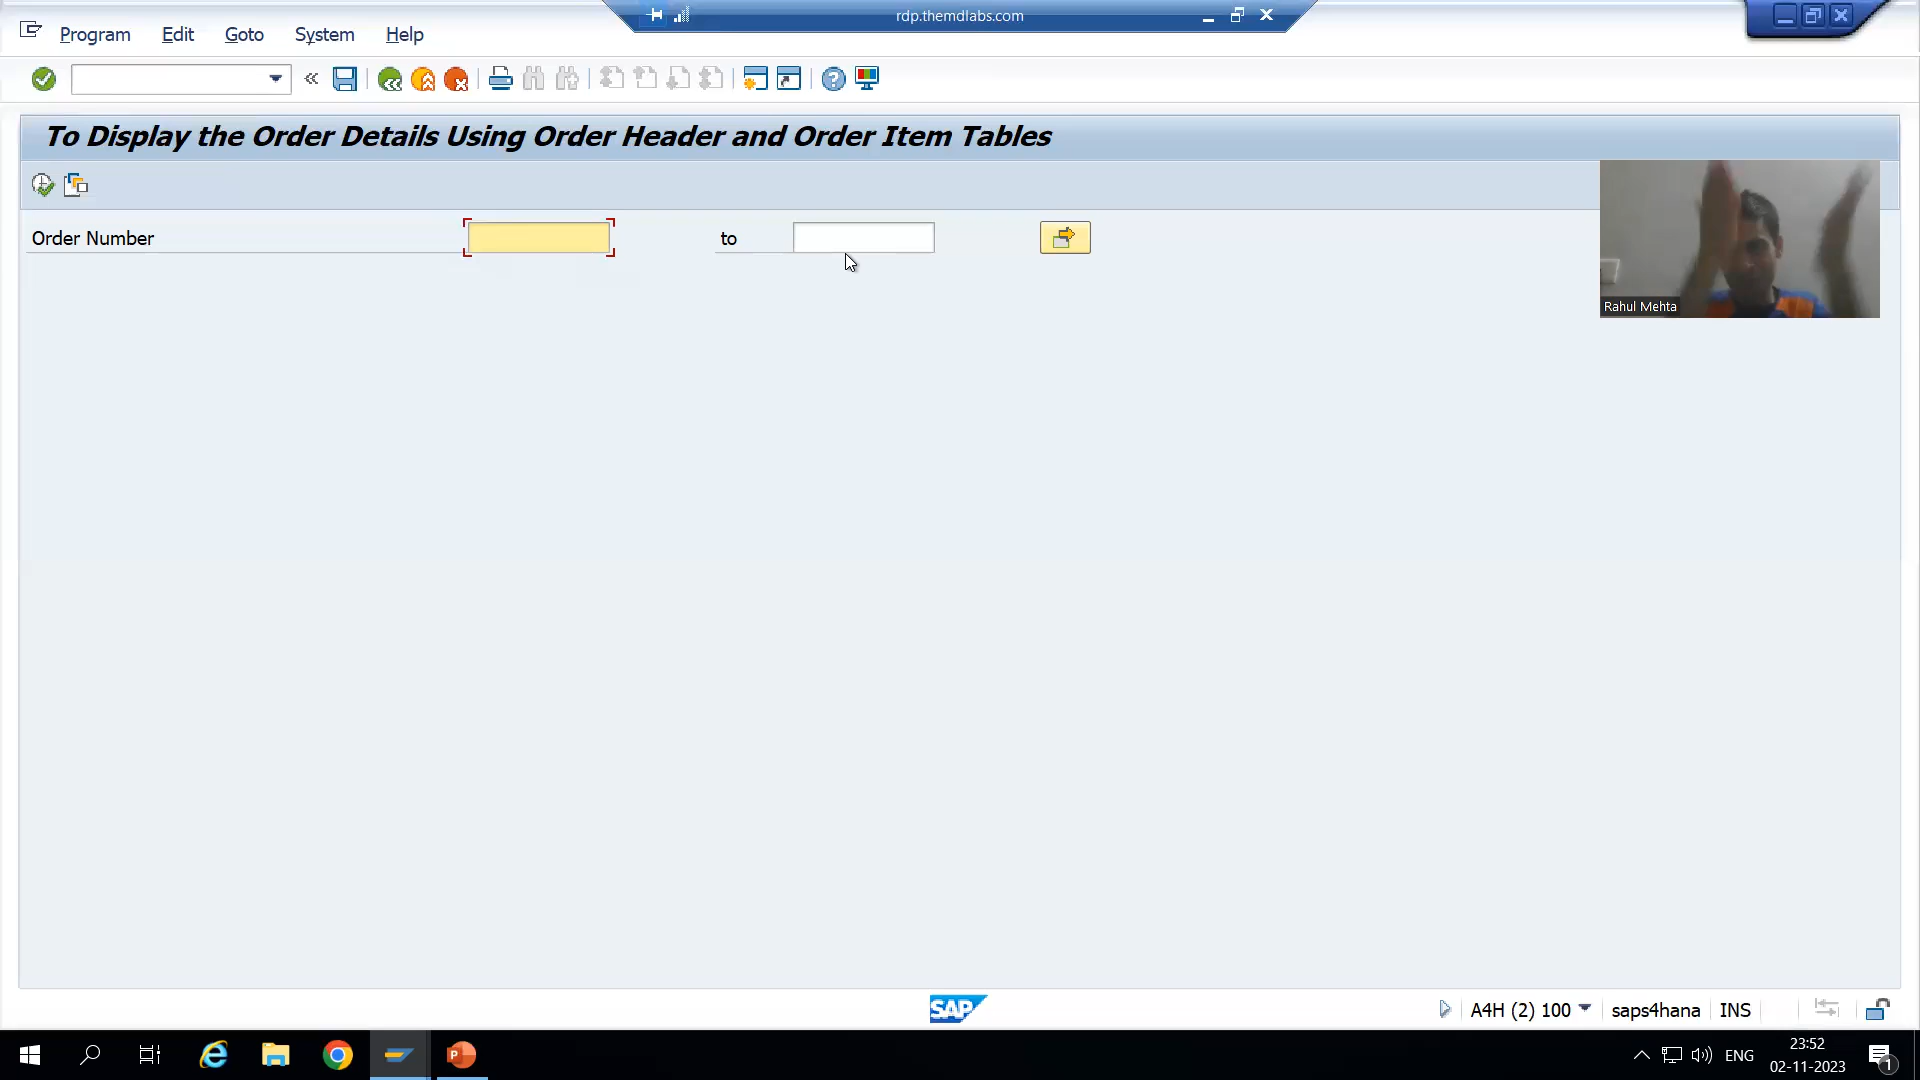 rdp.themdlabs.com
Program Edit Goto System Help
To Display the Order Details Using Order Header and Order Item Tables
Order Number to
Rahul Mehta
SAP
A4H (2) 100 saps4hana INS
ENG
23:52
02-11-2023
1